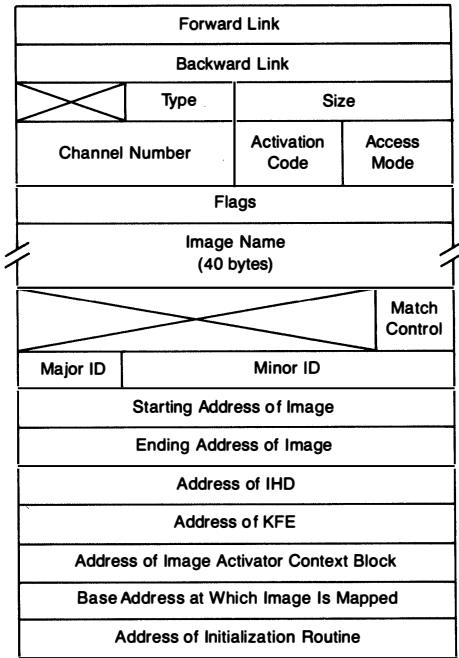 Forward Link
Backward Link
Type Size
Channel Number Activation Code Access Mode
Flags
Image Name
(40 bytes)
Match Control
Major ID Minor ID
Starting Address of Image
Ending Address of Image
Address of IHD
Address of KFE
Address of Image Activator Context Block
Base Address at Which Image Is Mapped
Address of Initialization Routine